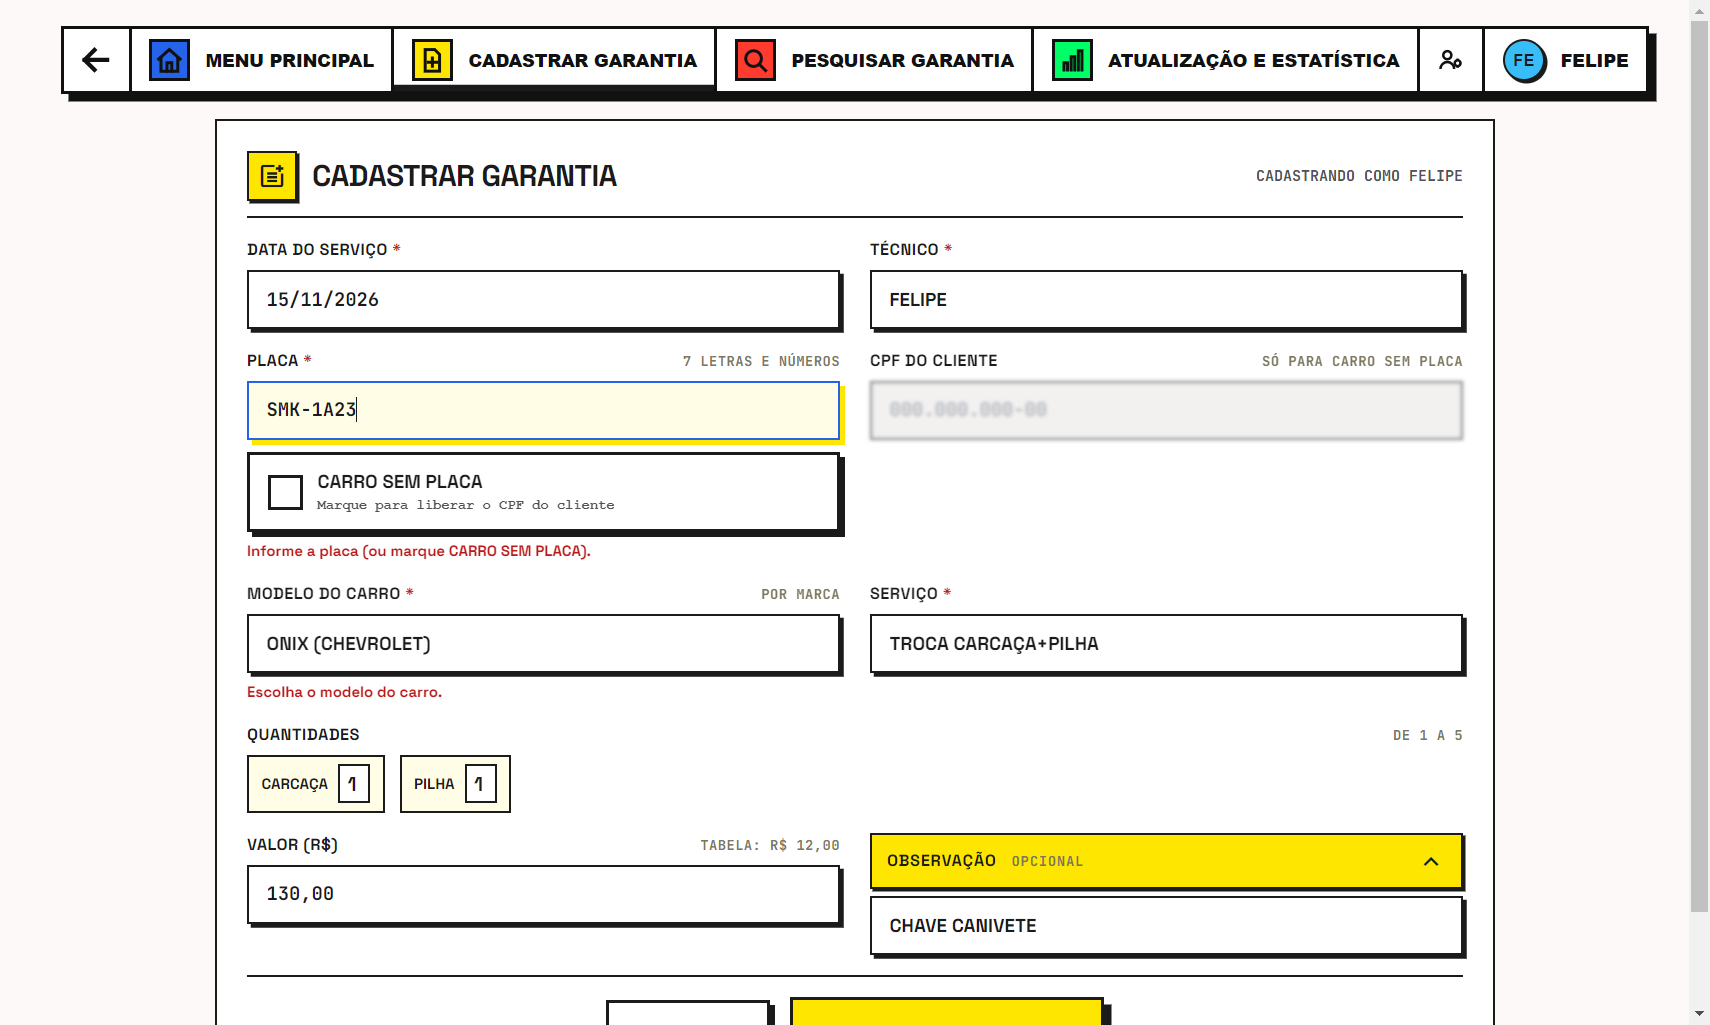 MENU PRINCIPAL
CADASTRAR GARANTIA
PESQUISAR GARANTIA
ATUALIZAÇÃO E ESTATÍSTICA
FE
FELIPE
CADASTRAR GARANTIA
CADASTRANDO COMO FELIPE
DATA DO SERVIÇO *
TÉCNICO *
15/11/2026
FELIPE
PLACA *
7 LETRAS E NÚMEROS
CPF DO CLIENTE
SÓ PARA CARRO SEM PLACA
SMK-1A23
000.000.000-00
CARRO SEM PLACA
Marque para liberar o CPF do cliente
Informe a placa (ou marque CARRO SEM PLACA).
MODELO DO CARRO *
POR MARCA
SERVIÇO *
ONIX (CHEVROLET)
TROCA CARCAÇA+PILHA
Escolha o modelo do carro.
QUANTIDADES
DE 1 A 5
CARCAÇA 1
PILHA 1
VALOR (R$)
TABELA: R$ 12,00
OBSERVAÇÃO OPCIONAL
130,00
CHAVE CANIVETE